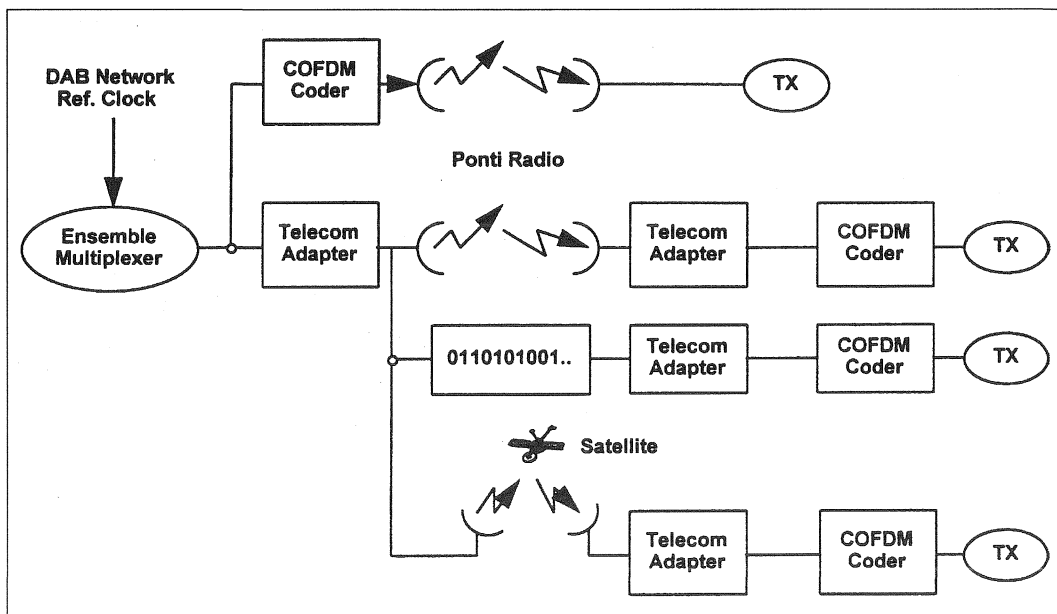 DAB Network
Ref. Clock
COFDM
Coder
TX
Ponti Radio
Ensemble
Multiplexer
Telecom
Adapter
Telecom
Adapter
COFDM
Coder
TX
0110101001..
Telecom
Adapter
COFDM
Coder
TX
Satellite
Telecom
Adapter
COFDM
Coder
TX